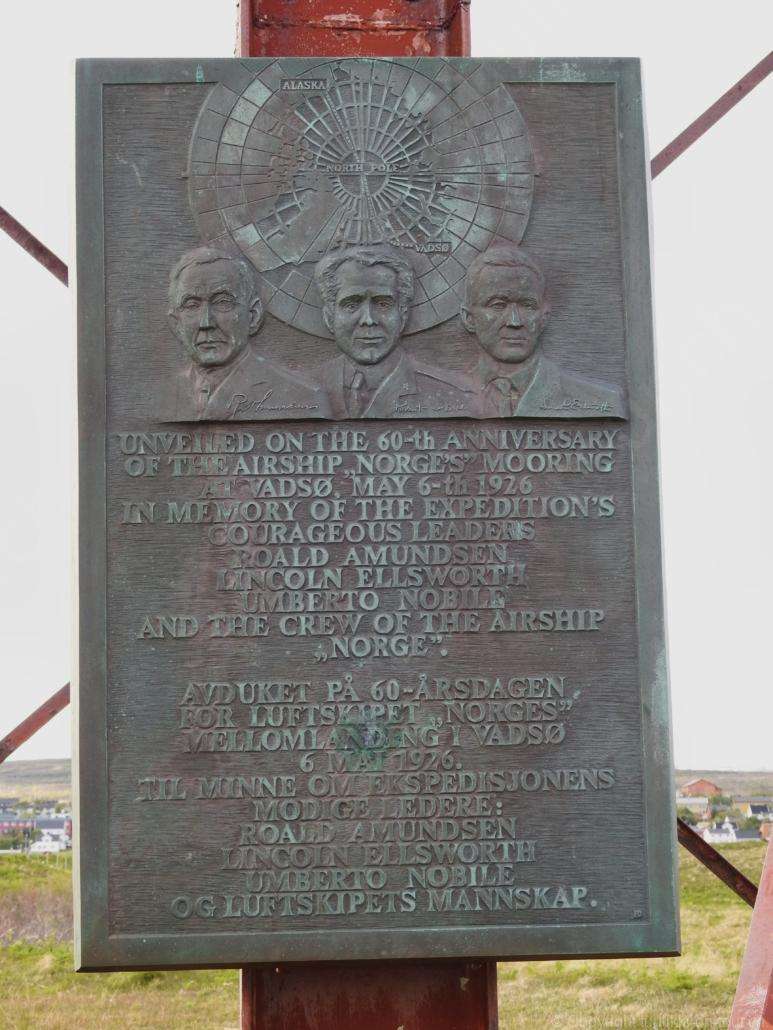 ALASKA
NORTH POLE
VADSØ
UNVEILED ON THE 60-th ANNIVERSARY
OF THE AIRSHIP „NORGES” MOORING
AT VADSØ. MAY 6-th 1926
IN MEMORY OF THE EXPEDITION'S
COURAGEOUS LEADERS
ROALD AMUNDSEN
LINCOLN ELLSWORTH
UMBERTO NOBILE
AND THE CREW OF THE AIRSHIP
„NORGE”.
AVDUKET PÅ 60-ÅRSDAGEN
FOR LUFTSKIPET „NORGES”
MELLOMLANDING I VADSØ
6 MAI 1926.
TIL MINNE OM EKSPEDISJONENS
MODIGE LEDERE:
ROALD AMUNDSEN
LINCOLN ELLSWORTH
UMBERTO NOBILE
OG LUFTSKIPETS MANNSKAP.